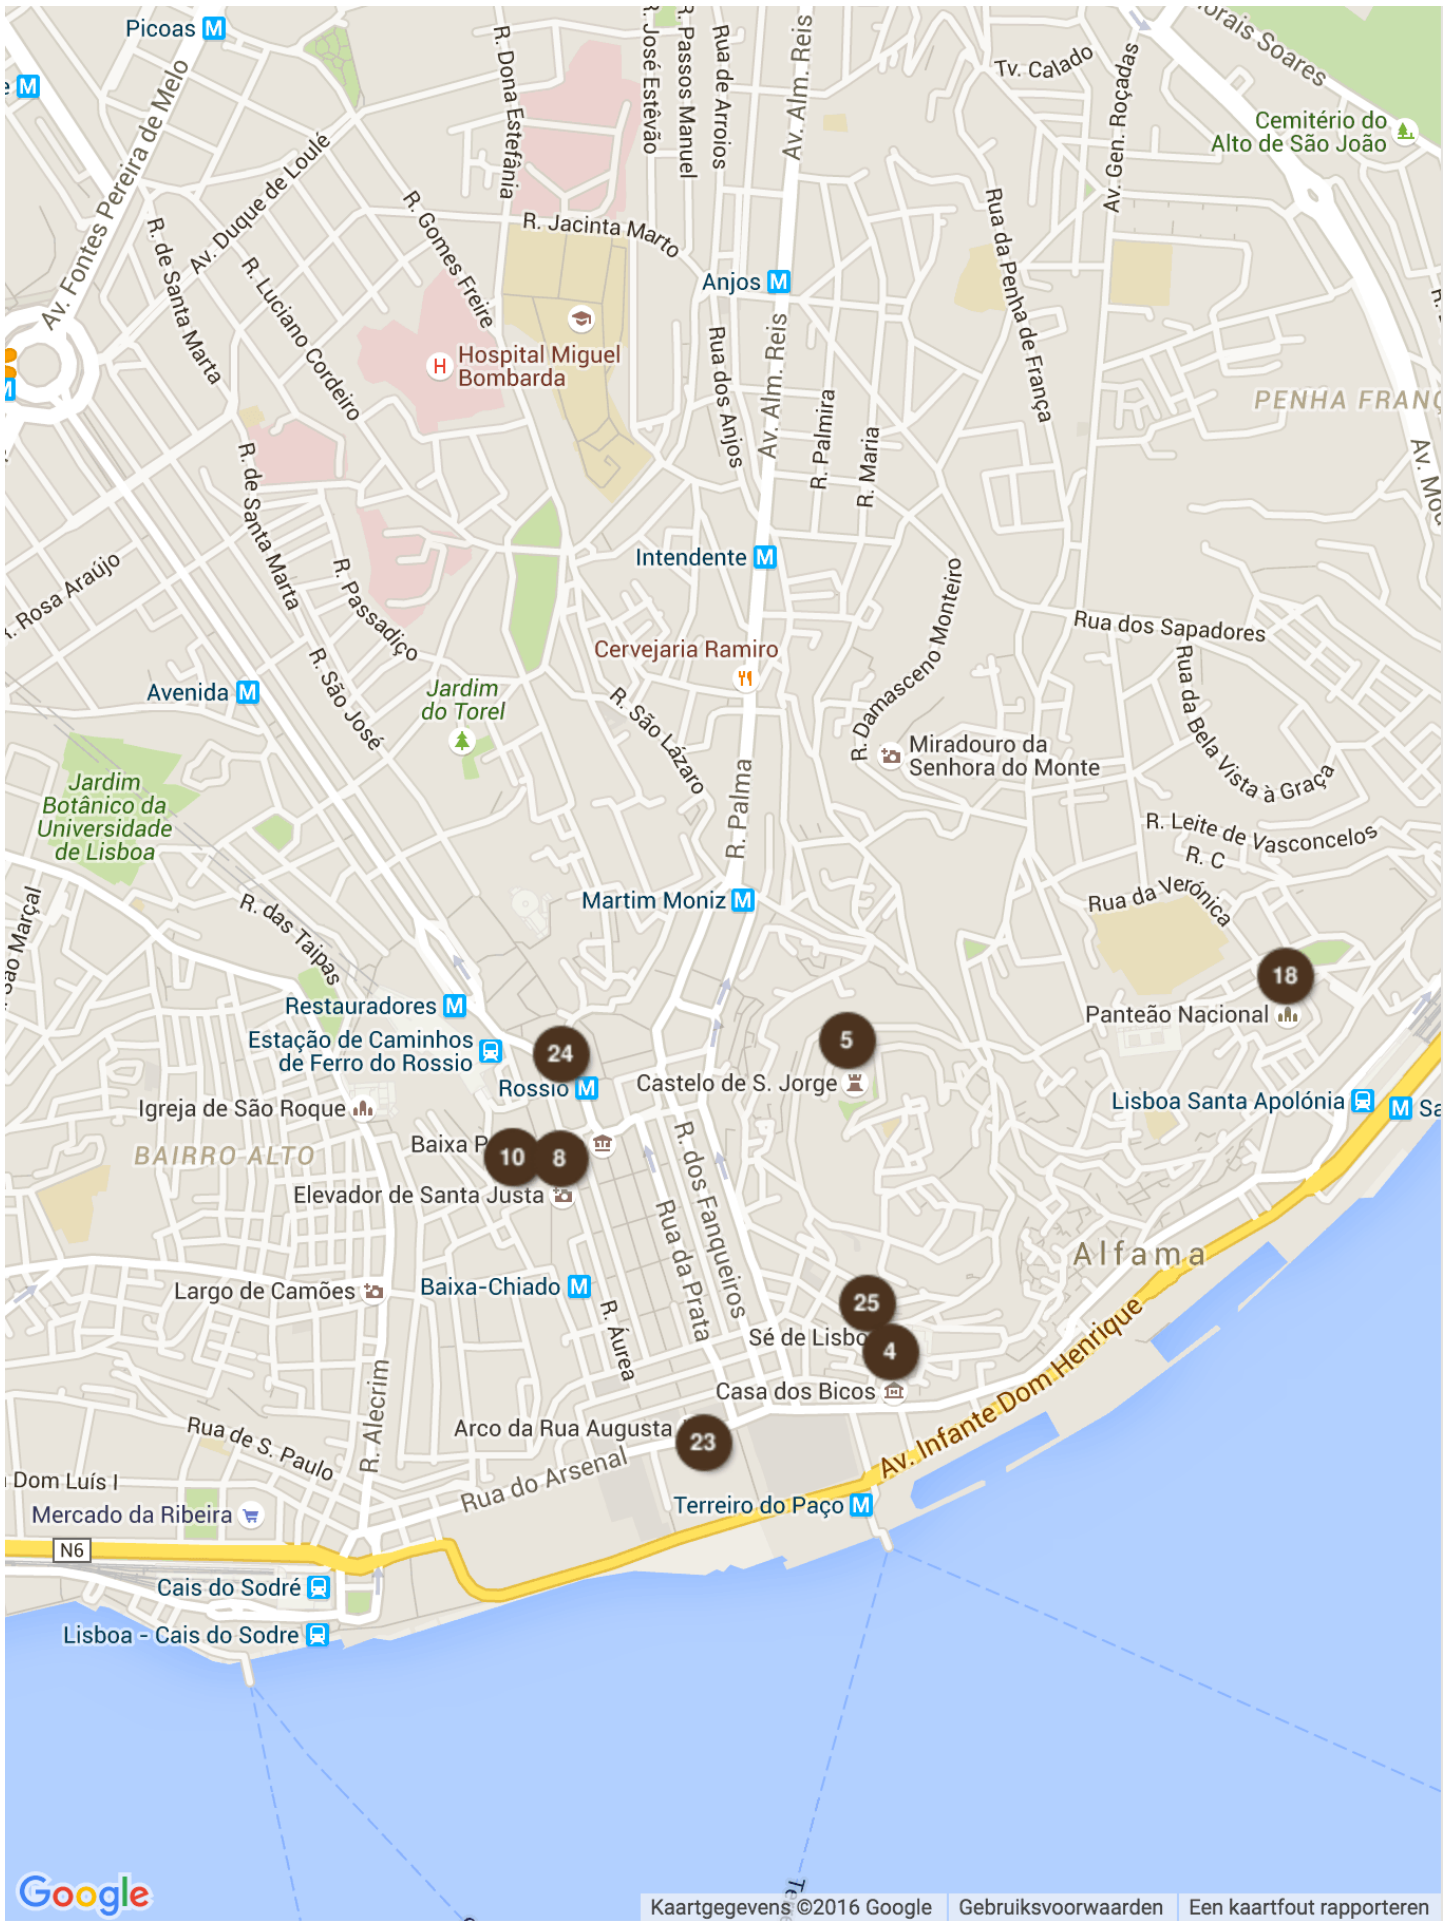 Picoas M
Av. Fontes Pereira de Melo
R. Dona Estefânia
R. José Estêvão
R. Passos Manuel
Rua de Arroios
Av. Alm. Reis
Tv. Calado
Av. Gen. Roçadas
orais Soares
Cemitério do
Alto de São João
e M
Av. Duque de Loulé
R. de Santa Marta
R. Gomes Freire
R. Jacinta Marto
Rua da Penha de França
R. Luciano Cordeiro
Anjos M
H Hospital Miguel
Bombarda
M
Rua dos Anjos
Av. Alm. Reis
R. Palmira
R. Maria
PENHA FRANÇ
Av. Mou
R. de Santa Marta
R. Rosa Araújo
R. Passadiço
Intendente M
R. Damasceno Monteiro
Rua dos Sapadores
Rua da Bela Vista à Graça
Cervejaria Ramiro
R. São José
Avenida M
Jardim
do Torel
R. São Lázaro
Miradouro da
Senhora do Monte
Jardim
Botânico da
Universidade
de Lisboa
R. Palma
R. Leite de Vasconcelos
R. C
Rua da Verónica
São Marçal
R. das Taipas
Martim Moniz M
18
Restauradores M
Panteão Nacional
Estação de Caminhos
de Ferro do Rossio
24
5
Rossio M
Castelo de S. Jorge
Igreja de São Roque
Lisboa Santa Apolónia
M Sa
BAIRRO ALTO
Baixa P
10
8
R. dos Fanqueiros
Elevador de Santa Justa
Rua da Prata
Alfama
Largo de Camões
Baixa-Chiado M
R. Áurea
25
Sé de Lisbo
4
Casa dos Bicos
R. Alecrim
Av. Infante Dom Henrique
Arco da Rua Augusta
23
Rua de S. Paulo
Rua do Arsenal
Dom Luís I
Mercado da Ribeira
Terreiro do Paço M
N6
Cais do Sodré
Lisboa - Cais do Sodre
Google
Kaartgegevens ©2016 Google
Gebruiksvoorwaarden
Een kaartfout rapporteren